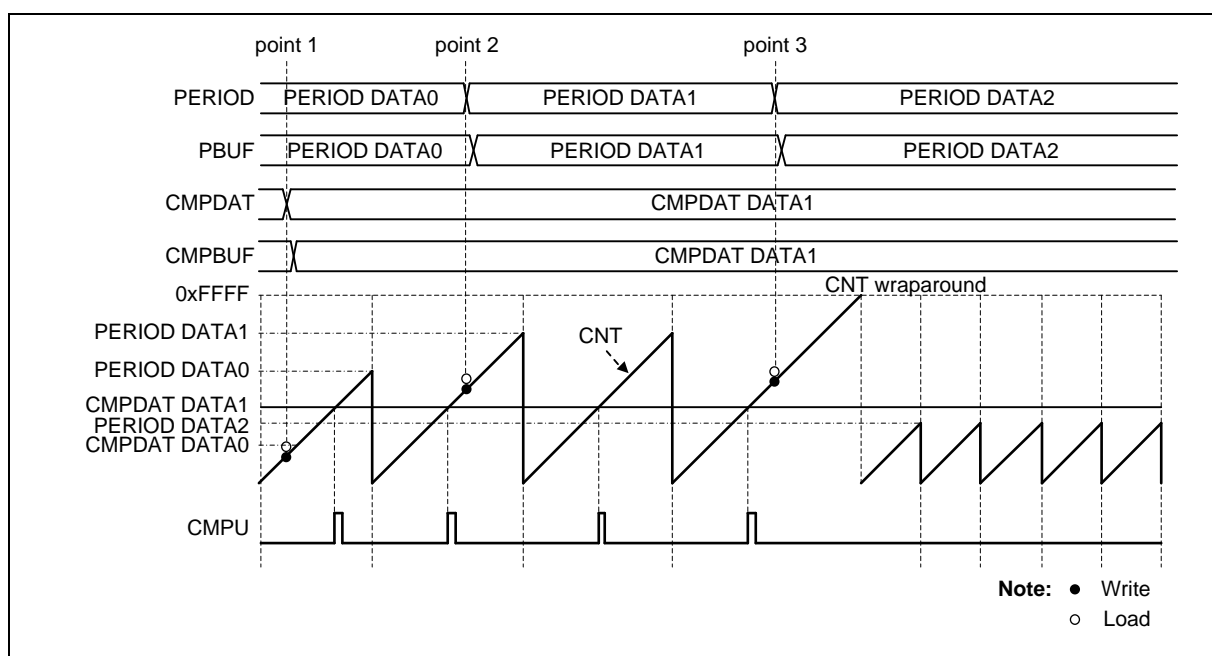 point 1 point 2 point 3
PERIOD PERIOD DATA0 PERIOD DATA1 PERIOD DATA2
PBUF PERIOD DATA0 PERIOD DATA1 PERIOD DATA2
CMPDAT CMPDAT DATA1
CMPBUF CMPDAT DATA1
0xFFFF CNT wraparound
PERIOD DATA1 CNT
PERIOD DATA0
CMPDAT DATA1
PERIOD DATA2
CMPDAT DATA0
CMPU
Note: Write
Load